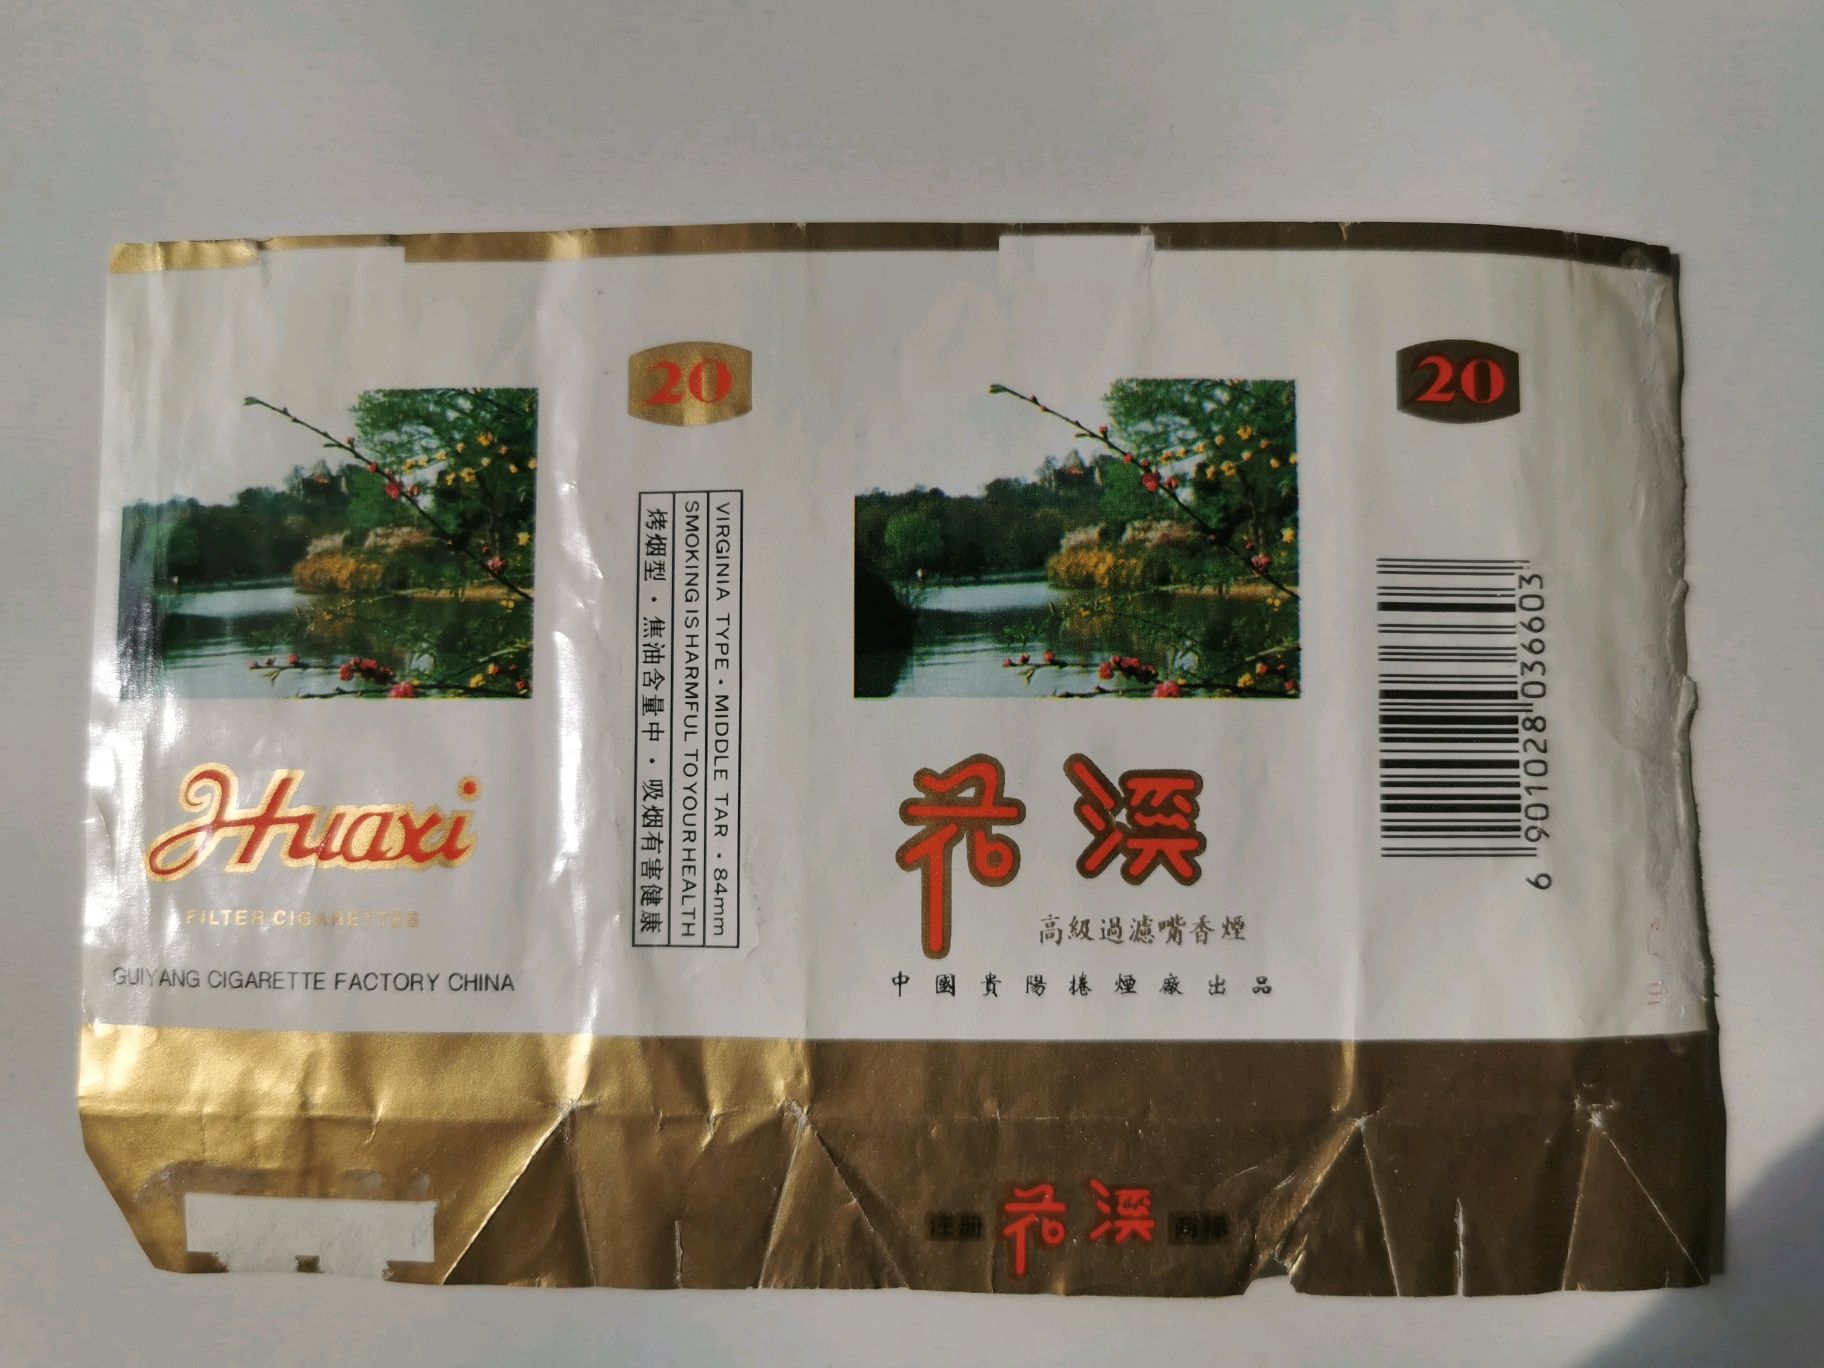 20
20
VIRGINIA TYPE · MIDDLE TAR · 84mm
SMOKING IS HARMFUL TO YOUR HEALTH
烤烟型 · 焦油含量中 · 吸烟有害健康
Huaxi
FILTER CIGARETTES
GUIYANG CIGARETTE FACTORY CHINA
花溪
高級過濾嘴香煙
中國貴陽捲煙廠出品
6 901028 036603
注册 花溪 商标